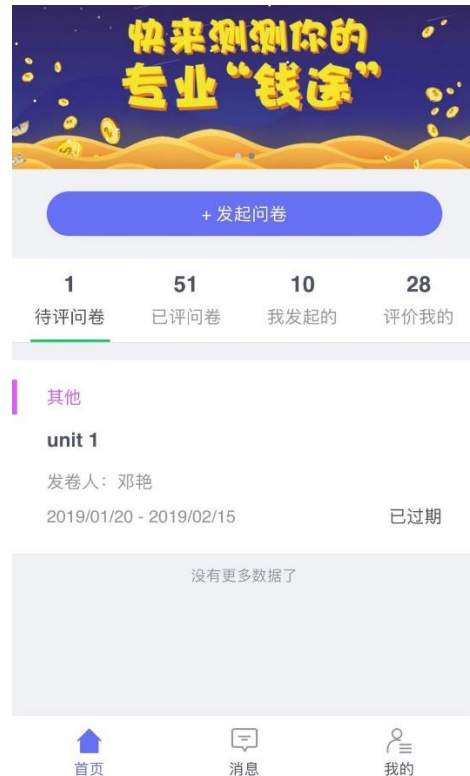 快来测测你的
专业“钱途”
+ 发起问卷
1 51 10 28
待评问卷 已评问卷 我发起的 评价我的
其他
unit 1
发卷人：邓艳
2019/01/20 - 2019/02/15 已过期
没有更多数据了
首页 消息 我的